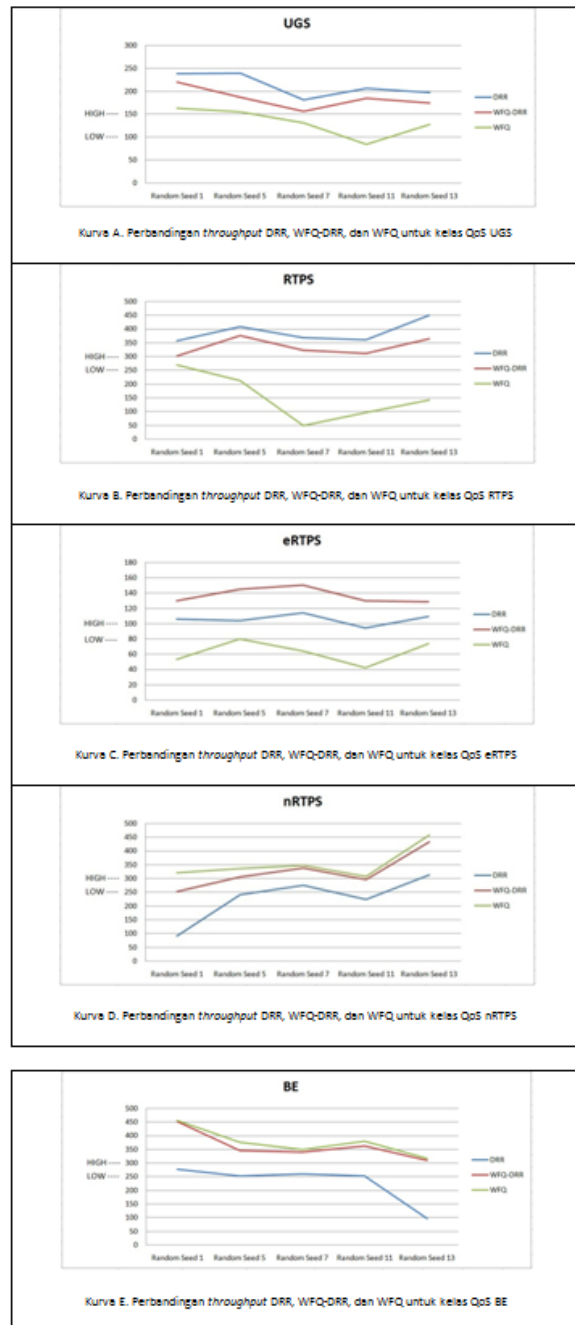 UGS
300
250
200
HIGH ----
150
LOW ----
100
50
0
Random Seed 1 Random Seed 5 Random Seed 7 Random Seed 11 Random Seed 13
DRR
WFQ-DRR
WFQ
Kurva A. Perbandingan throughput DRR, WFQ-DRR, dan WFQ untuk kelas QoS UGS
RTPS
500
450
400
350
HIGH ----
300
LOW ----
250
200
150
100
50
0
Random Seed 1 Random Seed 5 Random Seed 7 Random Seed 11 Random Seed 13
DRR
WFQ-DRR
WFQ
Kurva B. Perbandingan throughput DRR, WFQ-DRR, dan WFQ untuk kelas QoS RTPS
eRTPS
180
160
140
120
HIGH ----
100
LOW ----
80
60
40
20
0
Random Seed 1 Random Seed 5 Random Seed 7 Random Seed 11 Random Seed 13
DRR
WFQ-DRR
WFQ
Kurva C. Perbandingan throughput DRR, WFQ-DRR, dan WFQ untuk kelas QoS eRTPS
nRTPS
500
450
400
350
HIGH ----
300
LOW ----
250
200
150
100
50
0
Random Seed 1 Random Seed 5 Random Seed 7 Random Seed 11 Random Seed 13
DRR
WFQ-DRR
WFQ
Kurva D. Perbandingan throughput DRR, WFQ-DRR, dan WFQ untuk kelas QoS nRTPS
BE
500
450
400
350
HIGH ----
300
LOW ----
250
200
150
100
50
0
Random Seed 1 Random Seed 5 Random Seed 7 Random Seed 11 Random Seed 13
DRR
WFQ-DRR
WFQ
Kurva E. Perbandingan throughput DRR, WFQ-DRR, dan WFQ untuk kelas QoS BE